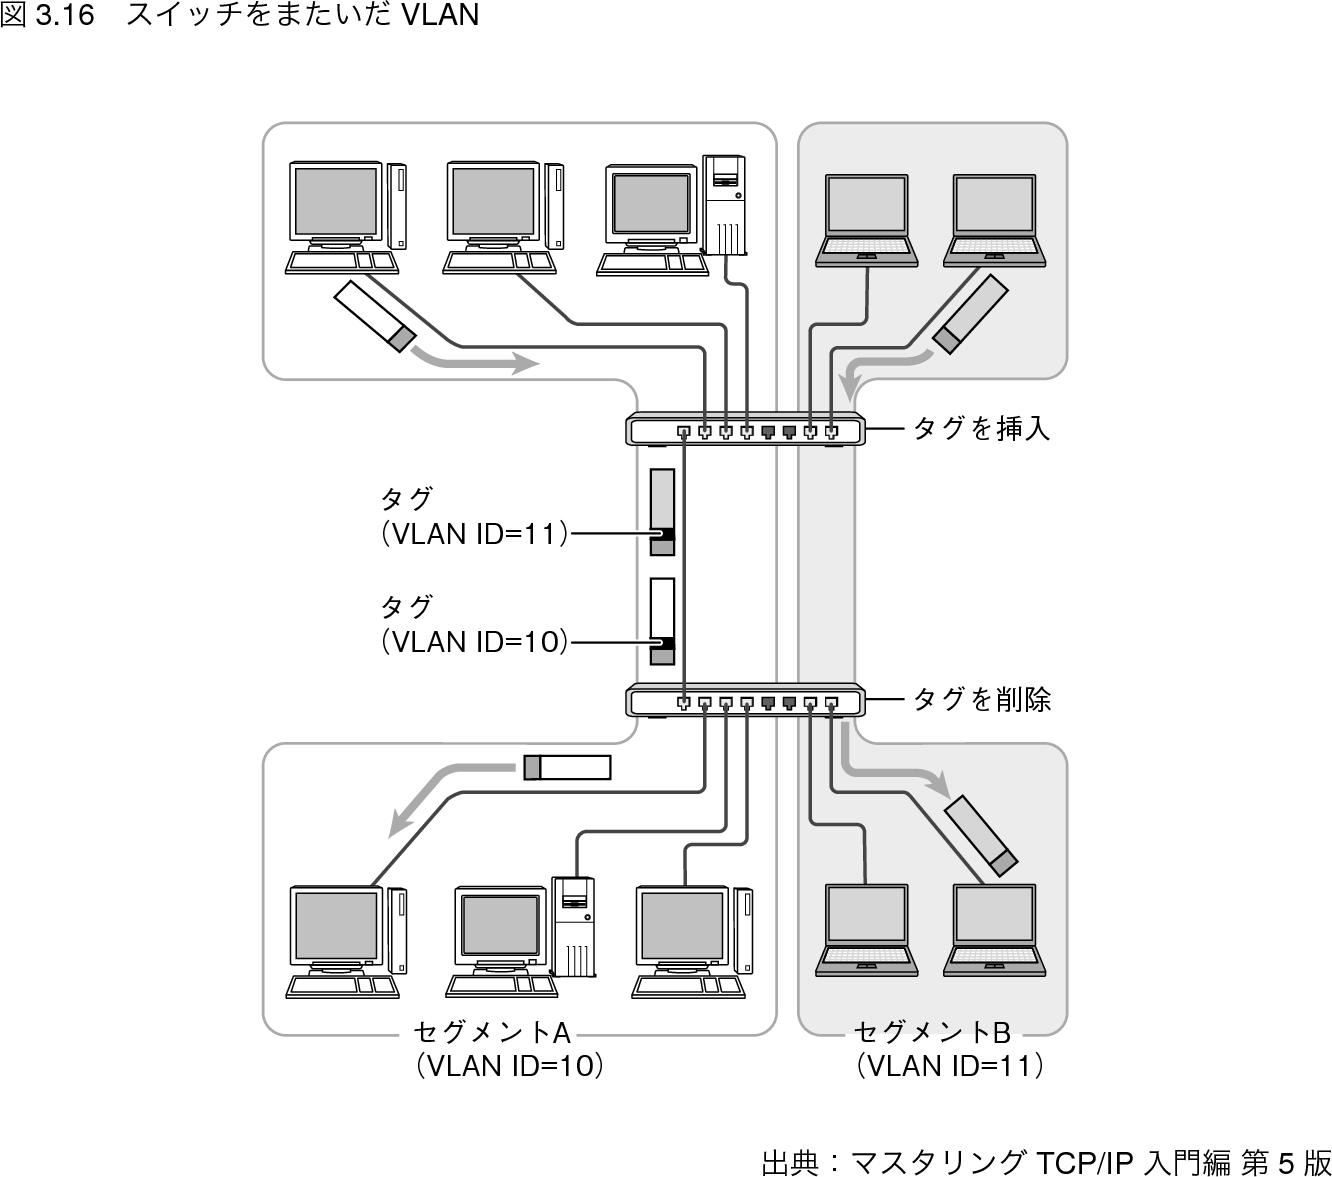 図 3.16 スイッチをまたいだ VLAN
タグを挿入
タグ
（VLAN ID=11）
タグ
（VLAN ID=10）
タグを削除
セグメントA
（VLAN ID=10）
セグメントB
（VLAN ID=11）
出典：マスタリング TCP/IP 入門編 第 5 版